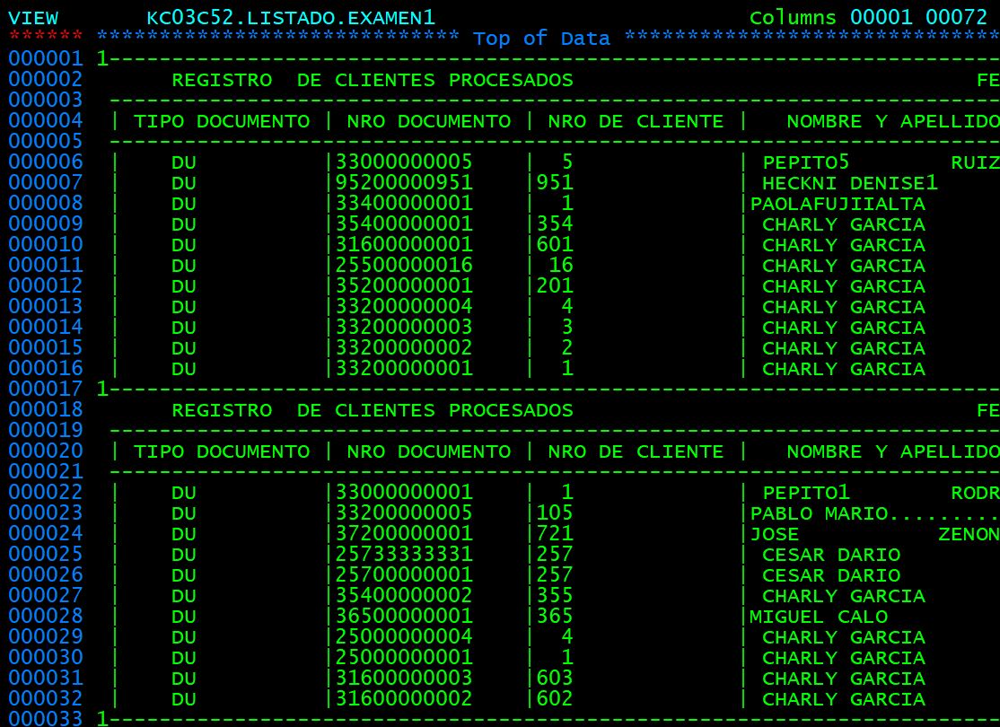 VIEW       KC03C52.LISTADO.EXAMEN1                         Columns 00001 00072
****** ***************************** Top of Data ******************************
000001 1-----------------------------------------------------------------------
000002       REGISTRO  DE CLIENTES PROCESADOS                                FE
000003  -----------------------------------------------------------------------
000004  | TIPO DOCUMENTO | NRO DOCUMENTO | NRO DE CLIENTE |   NOMBRE Y APELLIDO
000005  -----------------------------------------------------------------------
000006  |    DU          |33000000005    |  5             | PEPITO5        RUIZ
000007  |    DU          |95200000951    |951             | HECKNI DENISE1
000008  |    DU          |33400000001    |  1             |PAOLAFUJIIALTA
000009  |    DU          |35400000001    |354             | CHARLY GARCIA
000010  |    DU          |31600000001    |601             | CHARLY GARCIA
000011  |    DU          |25500000016    | 16             | CHARLY GARCIA
000012  |    DU          |35200000001    |201             | CHARLY GARCIA
000013  |    DU          |33200000004    |  4             | CHARLY GARCIA
000014  |    DU          |33200000003    |  3             | CHARLY GARCIA
000015  |    DU          |33200000002    |  2             | CHARLY GARCIA
000016  |    DU          |33200000001    |  1             | CHARLY GARCIA
000017 1-----------------------------------------------------------------------
000018       REGISTRO  DE CLIENTES PROCESADOS                                FE
000019  -----------------------------------------------------------------------
000020  | TIPO DOCUMENTO | NRO DOCUMENTO | NRO DE CLIENTE |   NOMBRE Y APELLIDO
000021  -----------------------------------------------------------------------
000022  |    DU          |33000000001    |  1             | PEPITO1        RODR
000023  |    DU          |33200000005    |105             |PABLO MARIO.........
000024  |    DU          |37200000001    |721             |JOSE           ZENON
000025  |    DU          |25733333331    |257             | CESAR DARIO
000026  |    DU          |25700000001    |257             | CESAR DARIO
000027  |    DU          |35400000002    |355             | CHARLY GARCIA
000028  |    DU          |36500000001    |365             |MIGUEL CALO
000029  |    DU          |25000000004    |  4             | CHARLY GARCIA
000030  |    DU          |25000000001    |  1             | CHARLY GARCIA
000031  |    DU          |31600000003    |603             | CHARLY GARCIA
000032  |    DU          |31600000002    |602             | CHARLY GARCIA
000033 1-----------------------------------------------------------------------